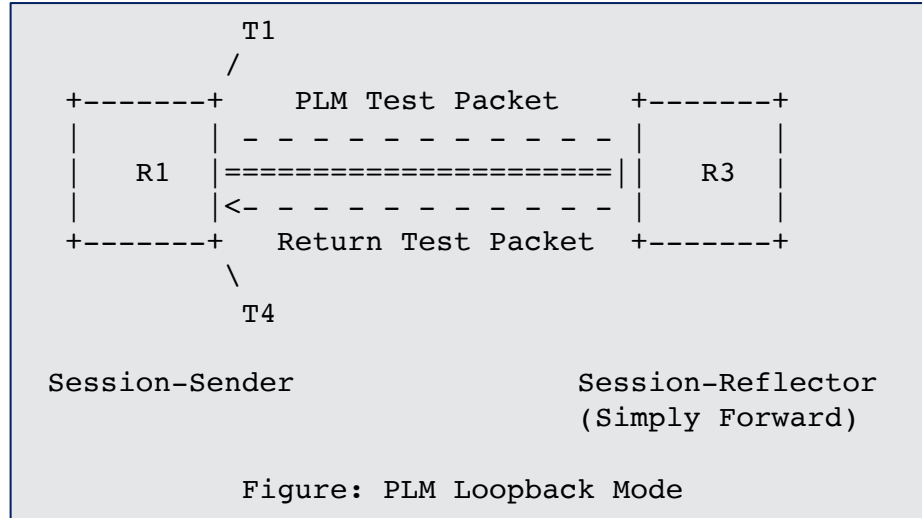 T1
/
+-------+ PLM Test Packet +-------+
| | - - - - - - - - - - - | |
| R1 |======================|| R3 |
| |<- - - - - - - - - - - | |
+-------+ Return Test Packet +-------+
\
T4
Session-Sender Session-Reflector
(Simply Forward)
Figure: PLM Loopback Mode